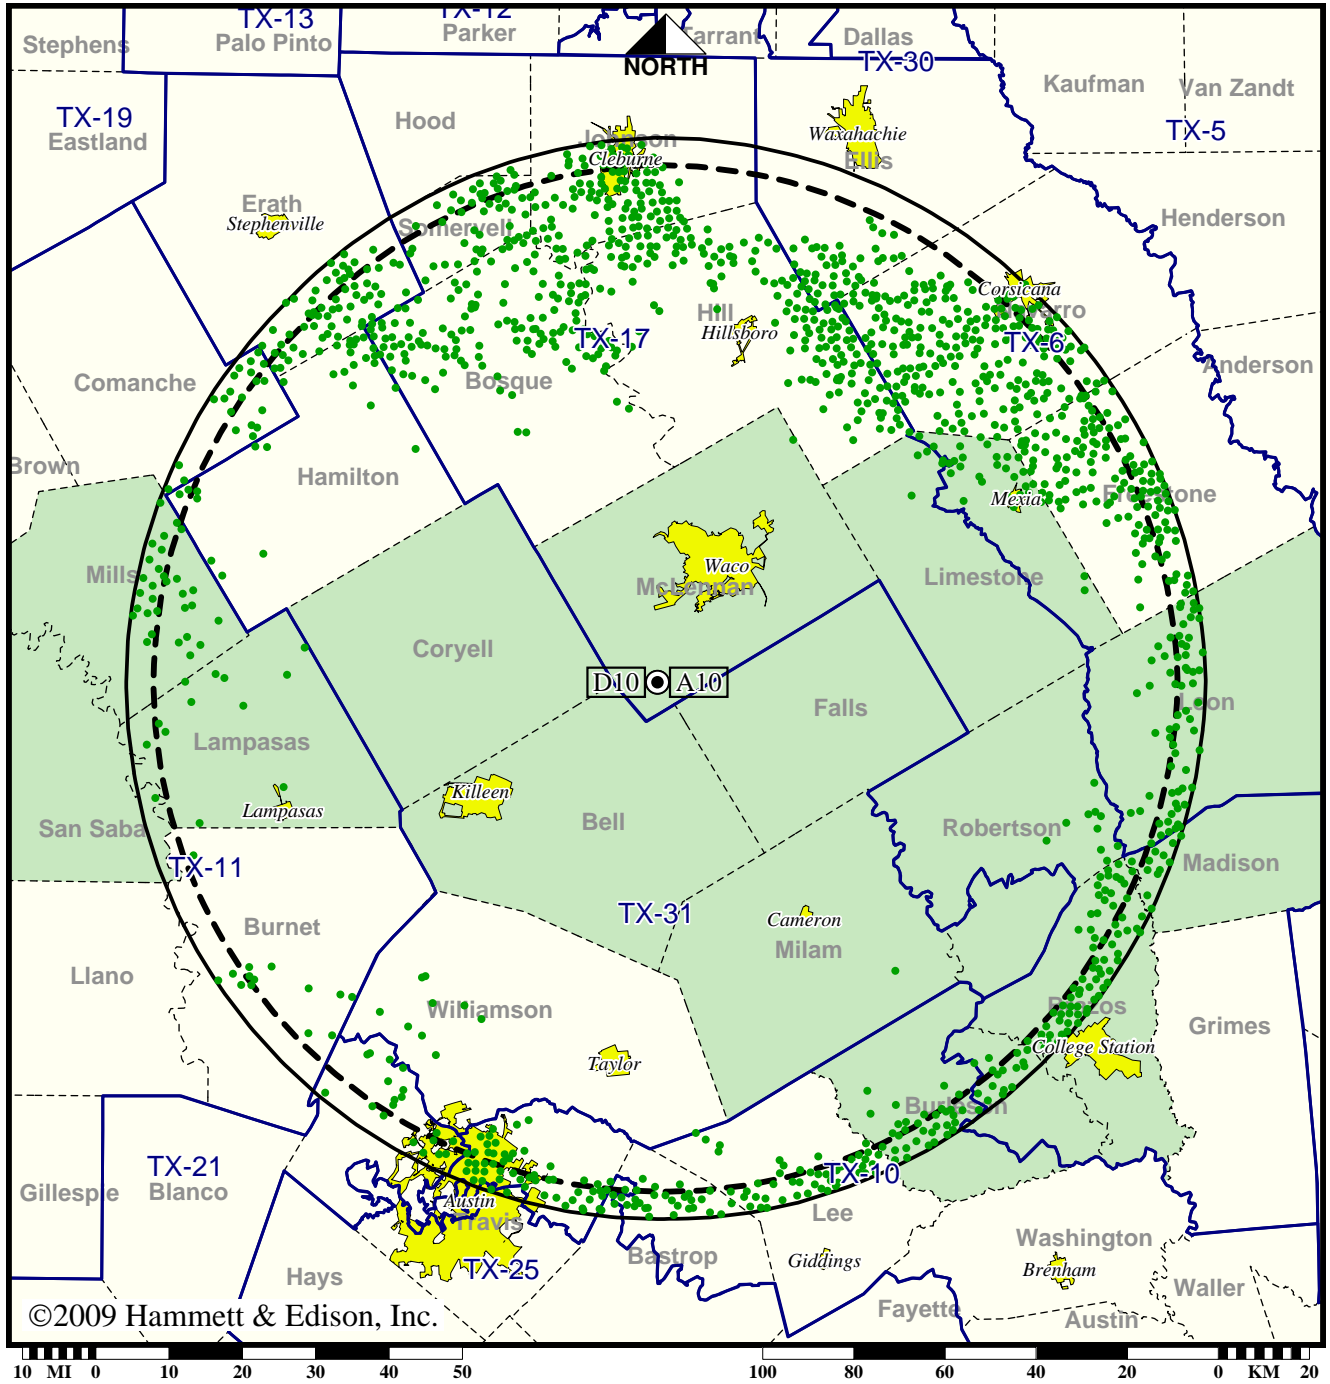 TX-13
TX-12
Stephens
Palo Pinto
Parker
Tarrant
Dallas
NORTH
TX-30
Kaufman
Van Zandt
TX-19
Eastland
Hood
Johnson
Cleburne
Waxahachie
Ellis
TX-5
Erath
Stephenville
Somervell
Henderson
Corsicana
Navarro
Hill
Hillsboro
TX-17
TX-6
Comanche
Bosque
Anderson
Brown
Hamilton
Mexia
Freestone
Mills
Waco
McLennan
Limestone
Coryell
D10
A10
Falls
Leon
Lampasas
Killeen
Lampasas
Bell
San Saba
Robertson
TX-11
Madison
TX-31
Cameron
Burnet
Milam
Llano
Williamson
Brazos
Grimes
College Station
Taylor
Burleson
TX-21
Gillespie
Blanco
TX-10
Austin
Travis
Lee
TX-25
Bastrop
Giddings
Washington
Brenham
Hays
Waller
Fayette
Austin
©2009 Hammett & Edison, Inc.
10 MI 0 10 20 30 40 50 100 80 60 40 20 0 KM 20